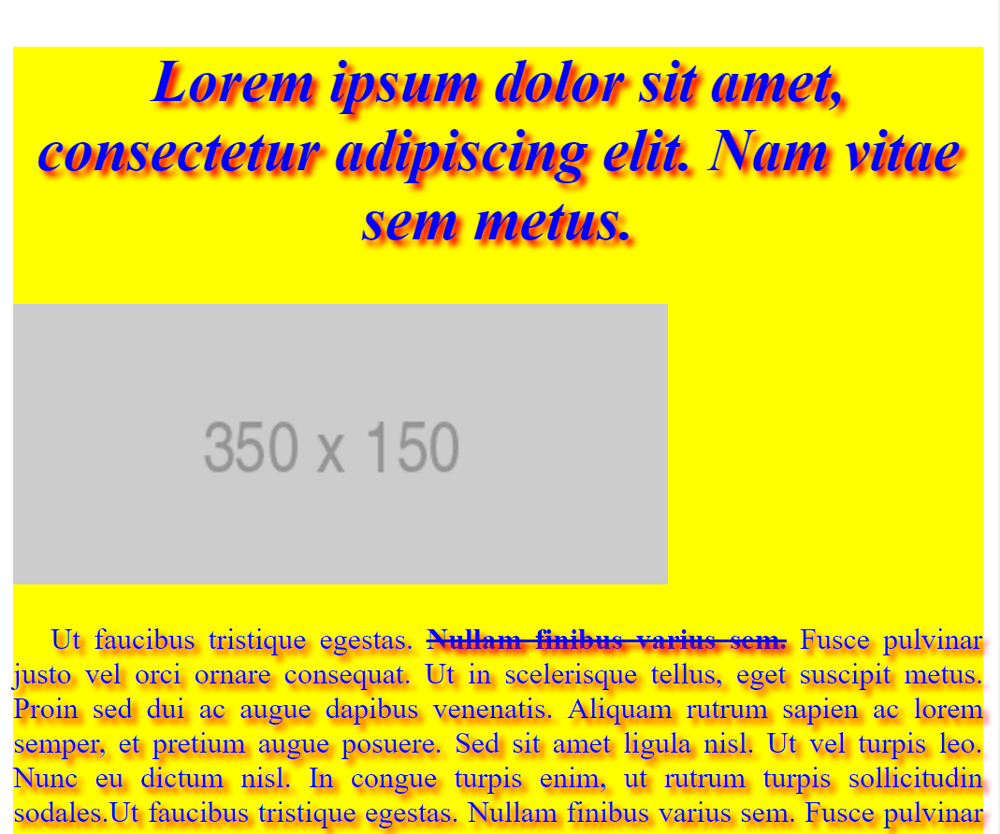 Lorem ipsum dolor sit amet,
consectetur adipiscing elit. Nam vitae
sem metus.
350 x 150
Ut faucibus tristique egestas. Nullam finibus varius sem. Fusce pulvinar
justo vel orci ornare consequat. Ut in scelerisque tellus, eget suscipit metus.
Proin sed dui ac augue dapibus venenatis. Aliquam rutrum sapien ac lorem
semper, et pretium augue posuere. Sed sit amet ligula nisl. Ut vel turpis leo.
Nunc eu dictum nisl. In congue turpis enim, ut rutrum turpis sollicitudin
sodales.Ut faucibus tristique egestas. Nullam finibus varius sem. Fusce pulvinar